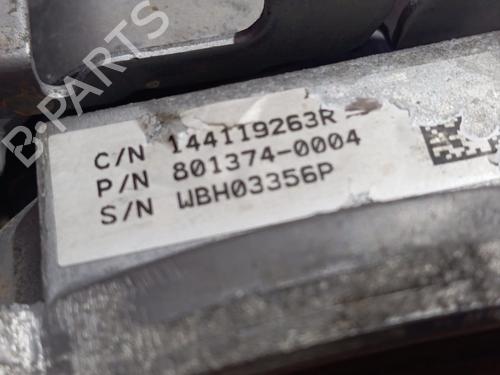 B-PARTS
C/N 144119263R
P/N 801374-0004
S/N WBH03356P